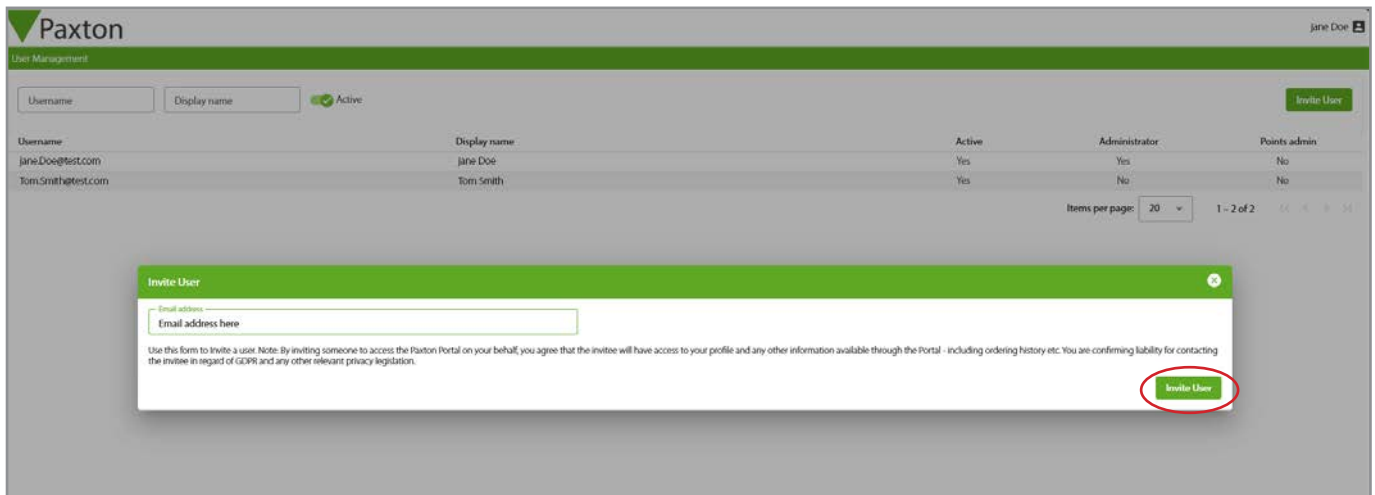 Paxton
Jane Doe
User Management
Username
Display name
Active
Invite User
Username Display name Active Administrator Points admin
Jane.Doe@test.com Jane Doe Yes Yes No
Tom.Smith@test.com Tom Smith Yes No No
Items per page: 20 1 – 2 of 2
Invite User
Email address
Email address here
Use this form to Invite a user. Note: By inviting someone to access the Paxton Portal on your behalf, you agree that the invitee will have access to your profile and any other information available through the Portal - including ordering history etc. You are confirming liability for contacting
the invitee in regard of GDPR and any other relevant privacy legislation.
Invite User